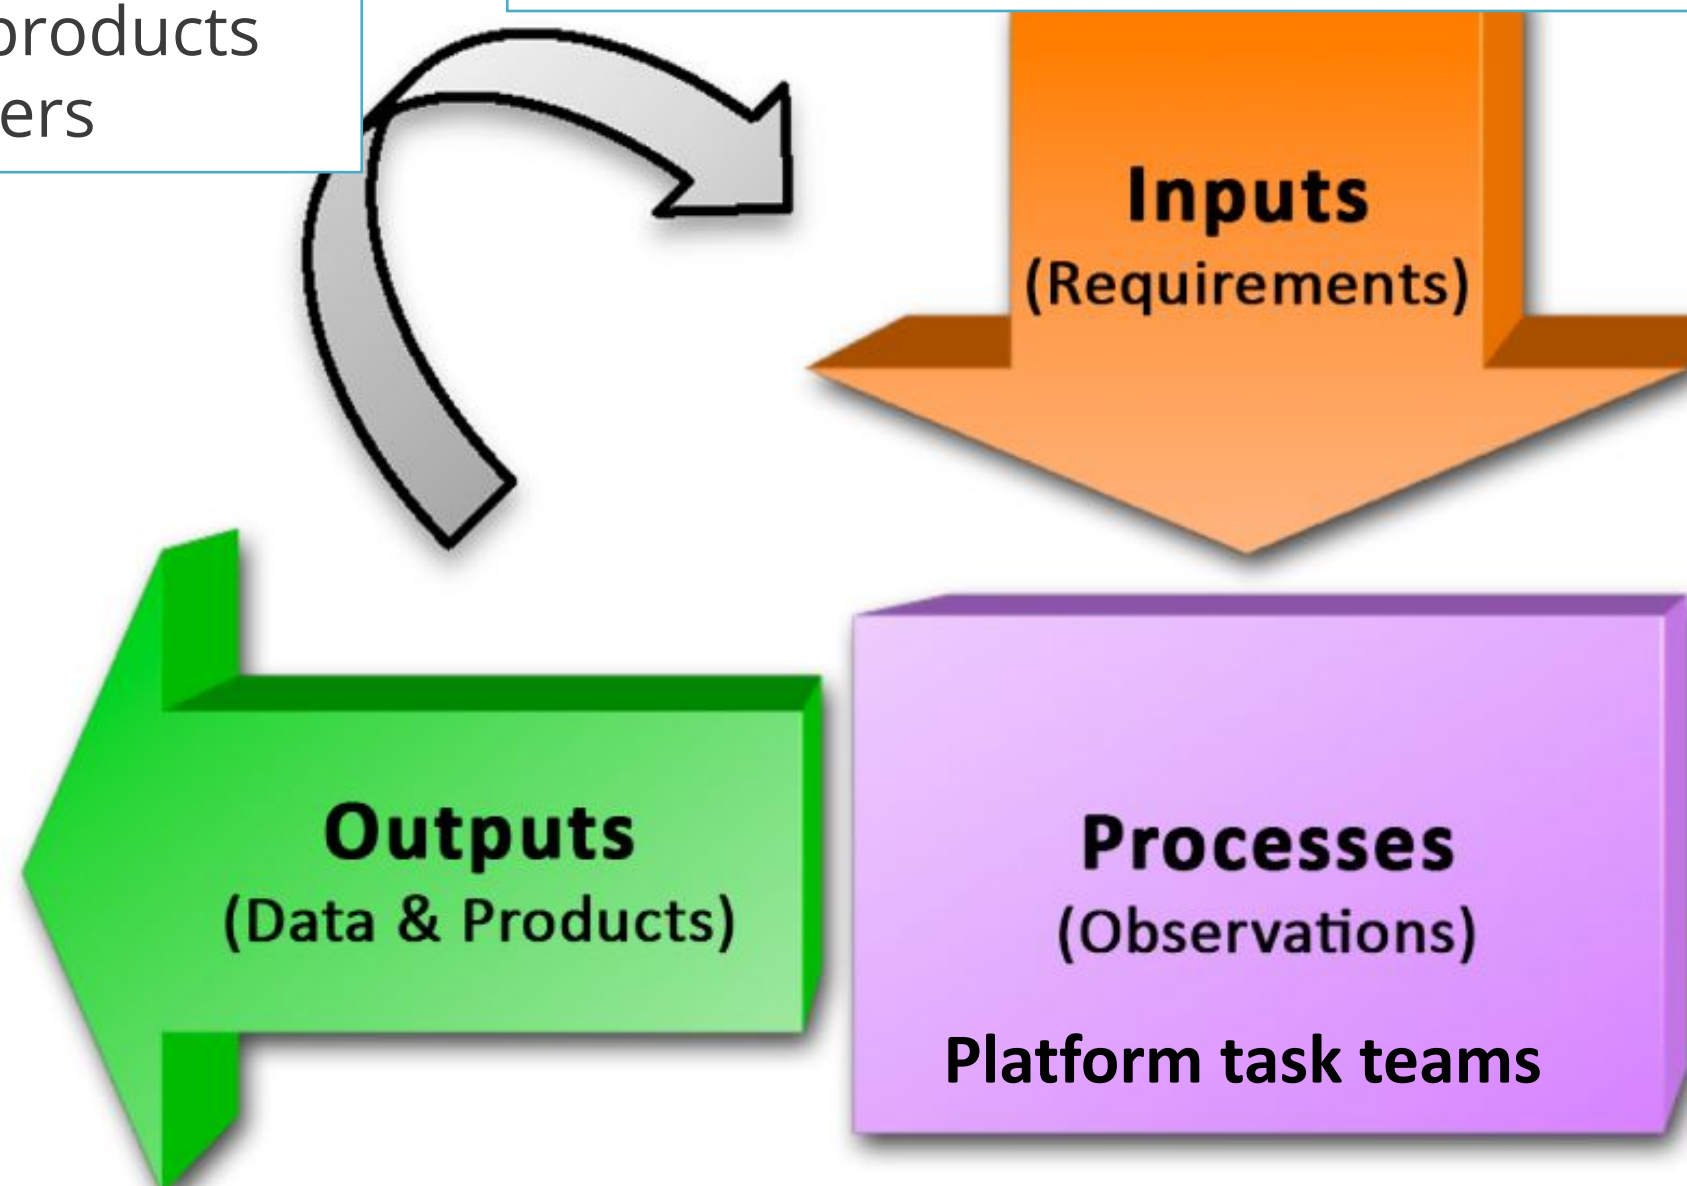 products
ers
Inputs
(Requirements)
Outputs
(Data & Products)
Processes
(Observations)
Platform task teams